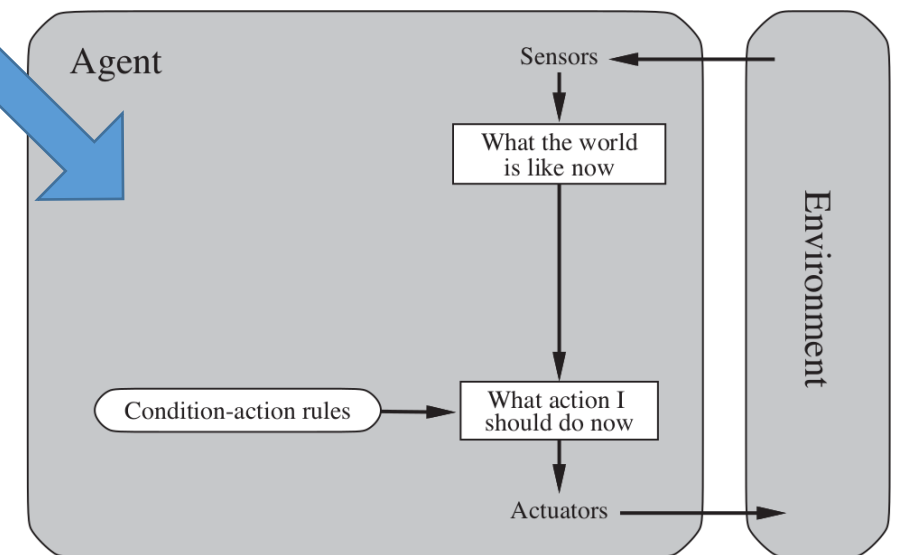 Agent
Sensors
What the world
is like now
Environment
Condition-action rules
What action I
should do now
Actuators